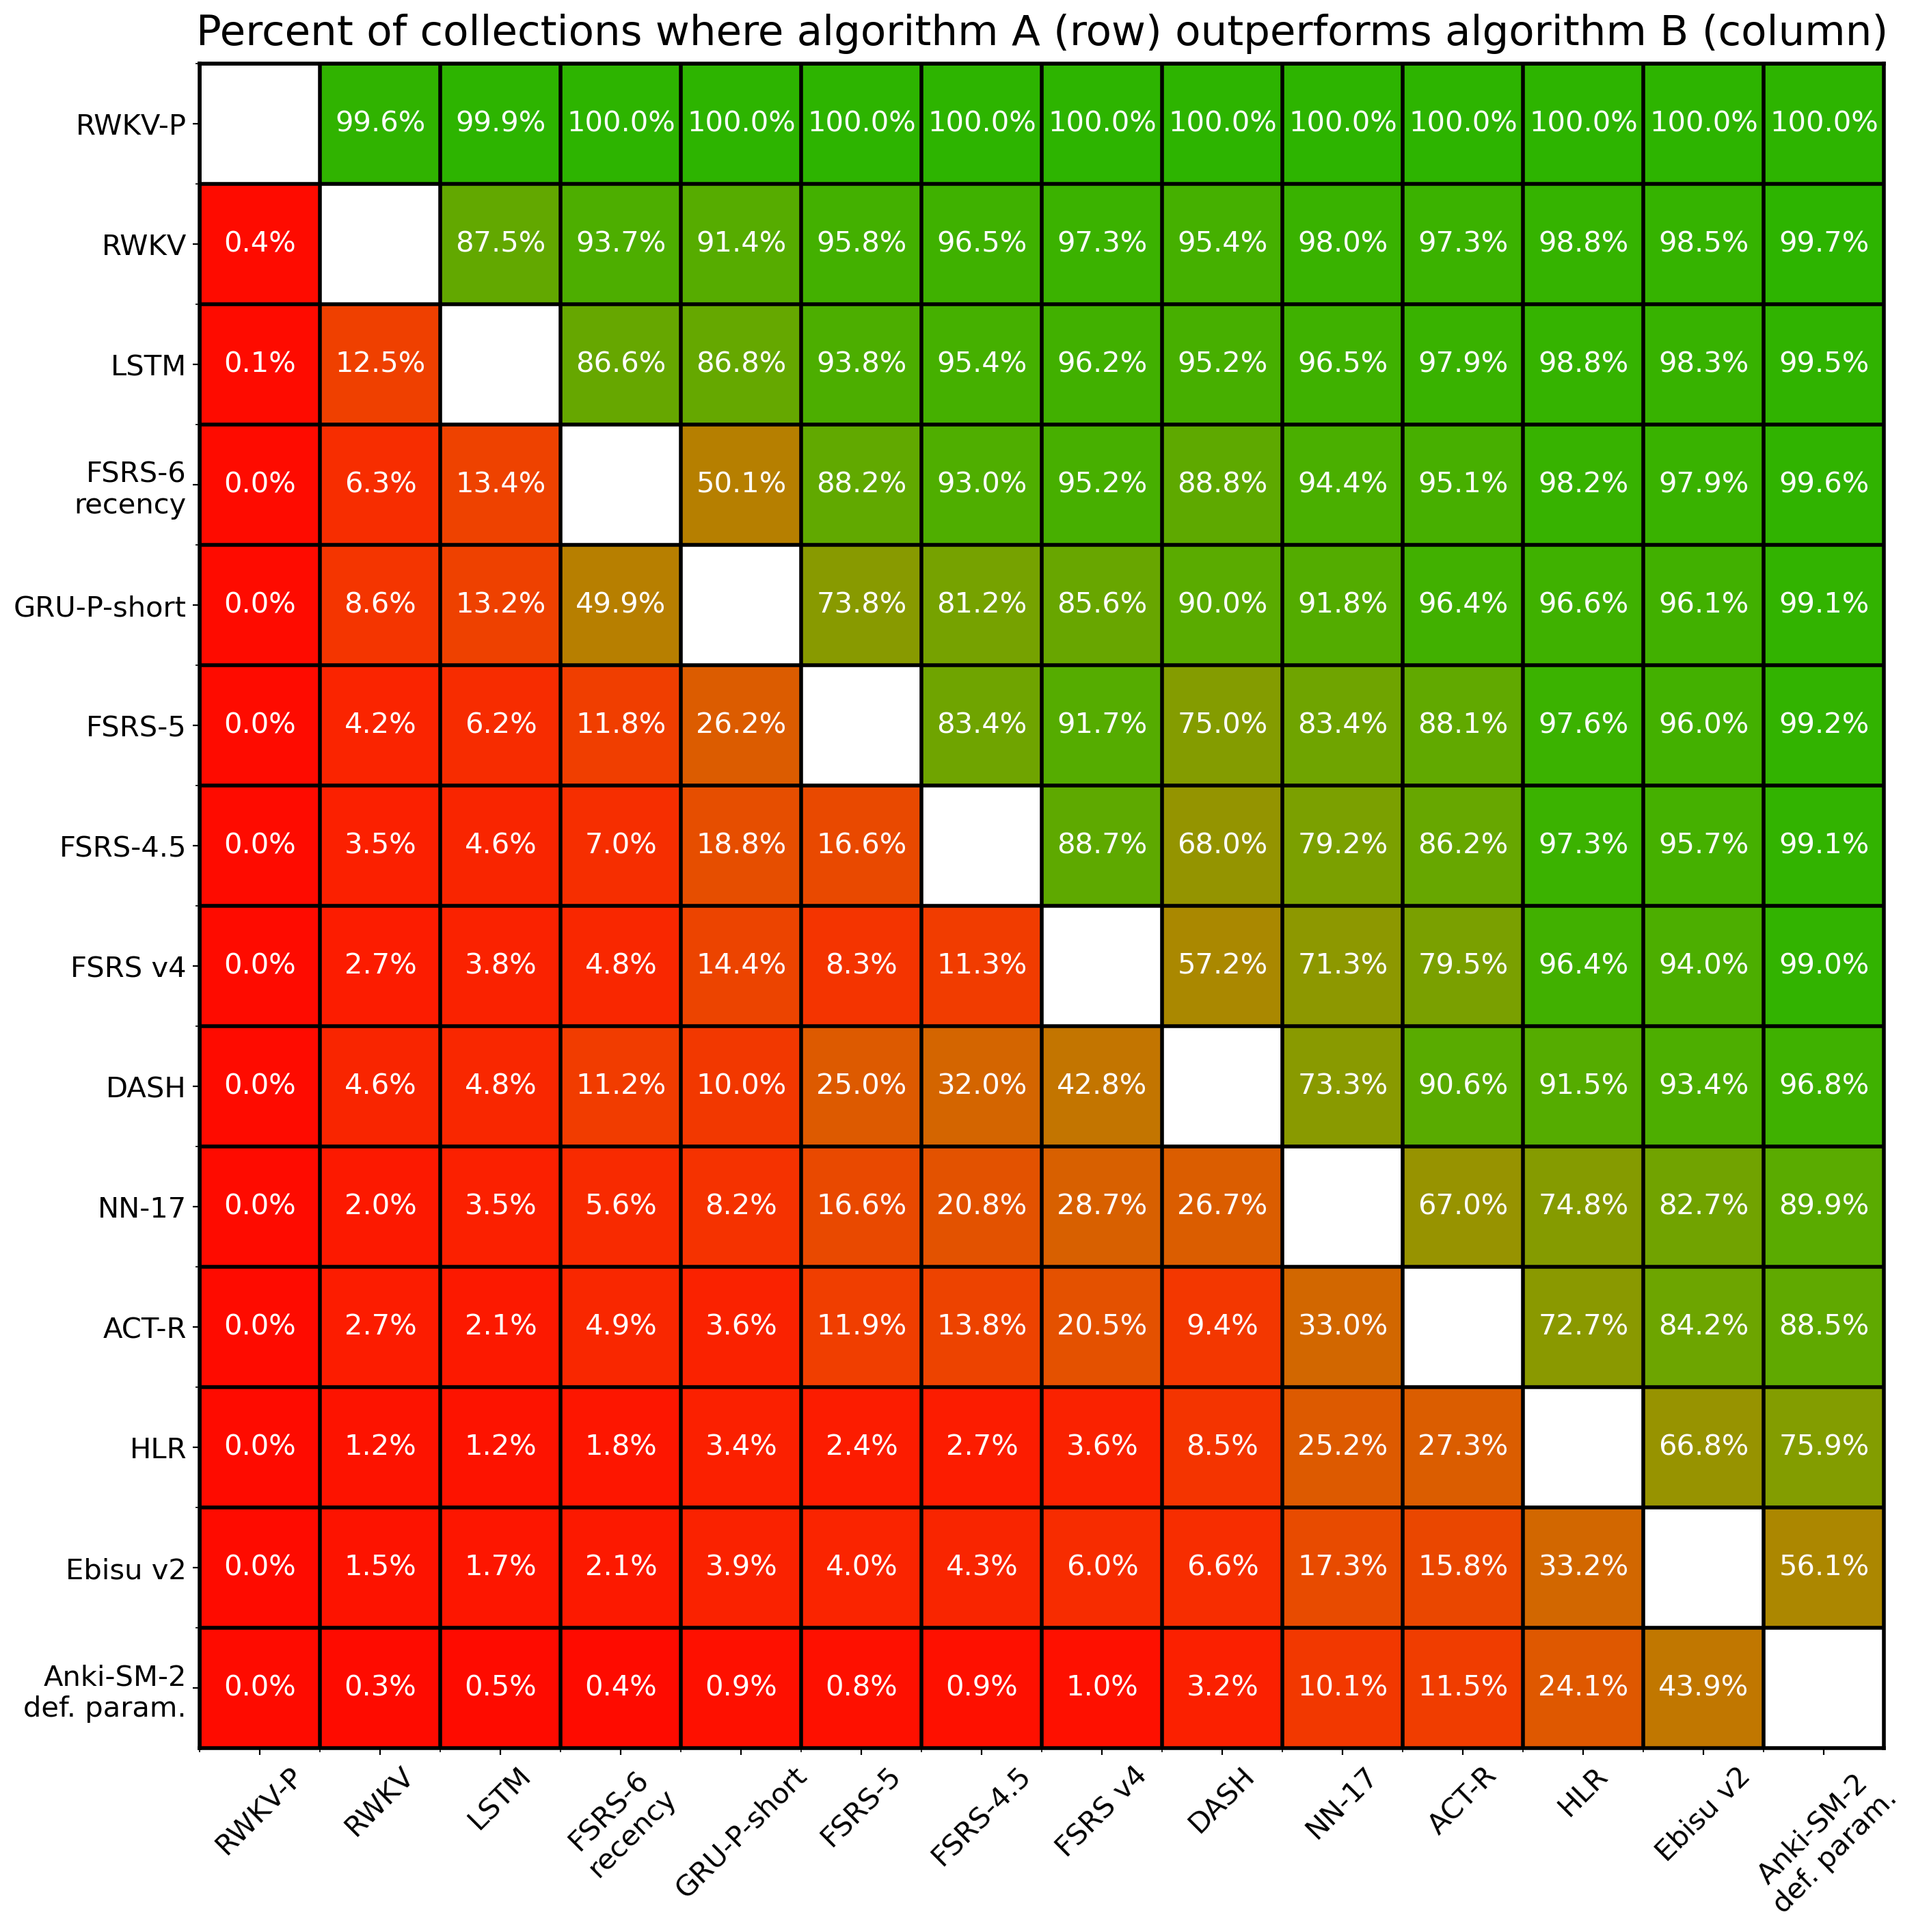 Percent of collections where algorithm A (row) outperforms algorithm B (column)
RWKV-P 99.6% 99.9% 100.0% 100.0% 100.0% 100.0% 100.0% 100.0% 100.0% 100.0% 100.0% 100.0% 100.0%
RWKV 0.4% 87.5% 93.7% 91.4% 95.8% 96.5% 97.3% 95.4% 98.0% 97.3% 98.8% 98.5% 99.7%
LSTM 0.1% 12.5% 86.6% 86.8% 93.8% 95.4% 96.2% 95.2% 96.5% 97.9% 98.8% 98.3% 99.5%
FSRS-6
recency 0.0% 6.3% 13.4% 50.1% 88.2% 93.0% 95.2% 88.8% 94.4% 95.1% 98.2% 97.9% 99.6%
GRU-P-short 0.0% 8.6% 13.2% 49.9% 73.8% 81.2% 85.6% 90.0% 91.8% 96.4% 96.6% 96.1% 99.1%
FSRS-5 0.0% 4.2% 6.2% 11.8% 26.2% 83.4% 91.7% 75.0% 83.4% 88.1% 97.6% 96.0% 99.2%
FSRS-4.5 0.0% 3.5% 4.6% 7.0% 18.8% 16.6% 88.7% 68.0% 79.2% 86.2% 97.3% 95.7% 99.1%
FSRS v4 0.0% 2.7% 3.8% 4.8% 14.4% 8.3% 11.3% 57.2% 71.3% 79.5% 96.4% 94.0% 99.0%
DASH 0.0% 4.6% 4.8% 11.2% 10.0% 25.0% 32.0% 42.8% 73.3% 90.6% 91.5% 93.4% 96.8%
NN-17 0.0% 2.0% 3.5% 5.6% 8.2% 16.6% 20.8% 28.7% 26.7% 67.0% 74.8% 82.7% 89.9%
ACT-R 0.0% 2.7% 2.1% 4.9% 3.6% 11.9% 13.8% 20.5% 9.4% 33.0% 72.7% 84.2% 88.5%
HLR 0.0% 1.2% 1.2% 1.8% 3.4% 2.4% 2.7% 3.6% 8.5% 25.2% 27.3% 66.8% 75.9%
Ebisu v2 0.0% 1.5% 1.7% 2.1% 3.9% 4.0% 4.3% 6.0% 6.6% 17.3% 15.8% 33.2% 56.1%
Anki-SM-2
def. param. 0.0% 0.3% 0.5% 0.4% 0.9% 0.8% 0.9% 1.0% 3.2% 10.1% 11.5% 24.1% 43.9%
RWKV-P
RWKV
LSTM
FSRS-6
recency
GRU-P-short
FSRS-5
FSRS-4.5
FSRS v4
DASH
NN-17
ACT-R
HLR
Ebisu v2
Anki-SM-2
def. param.